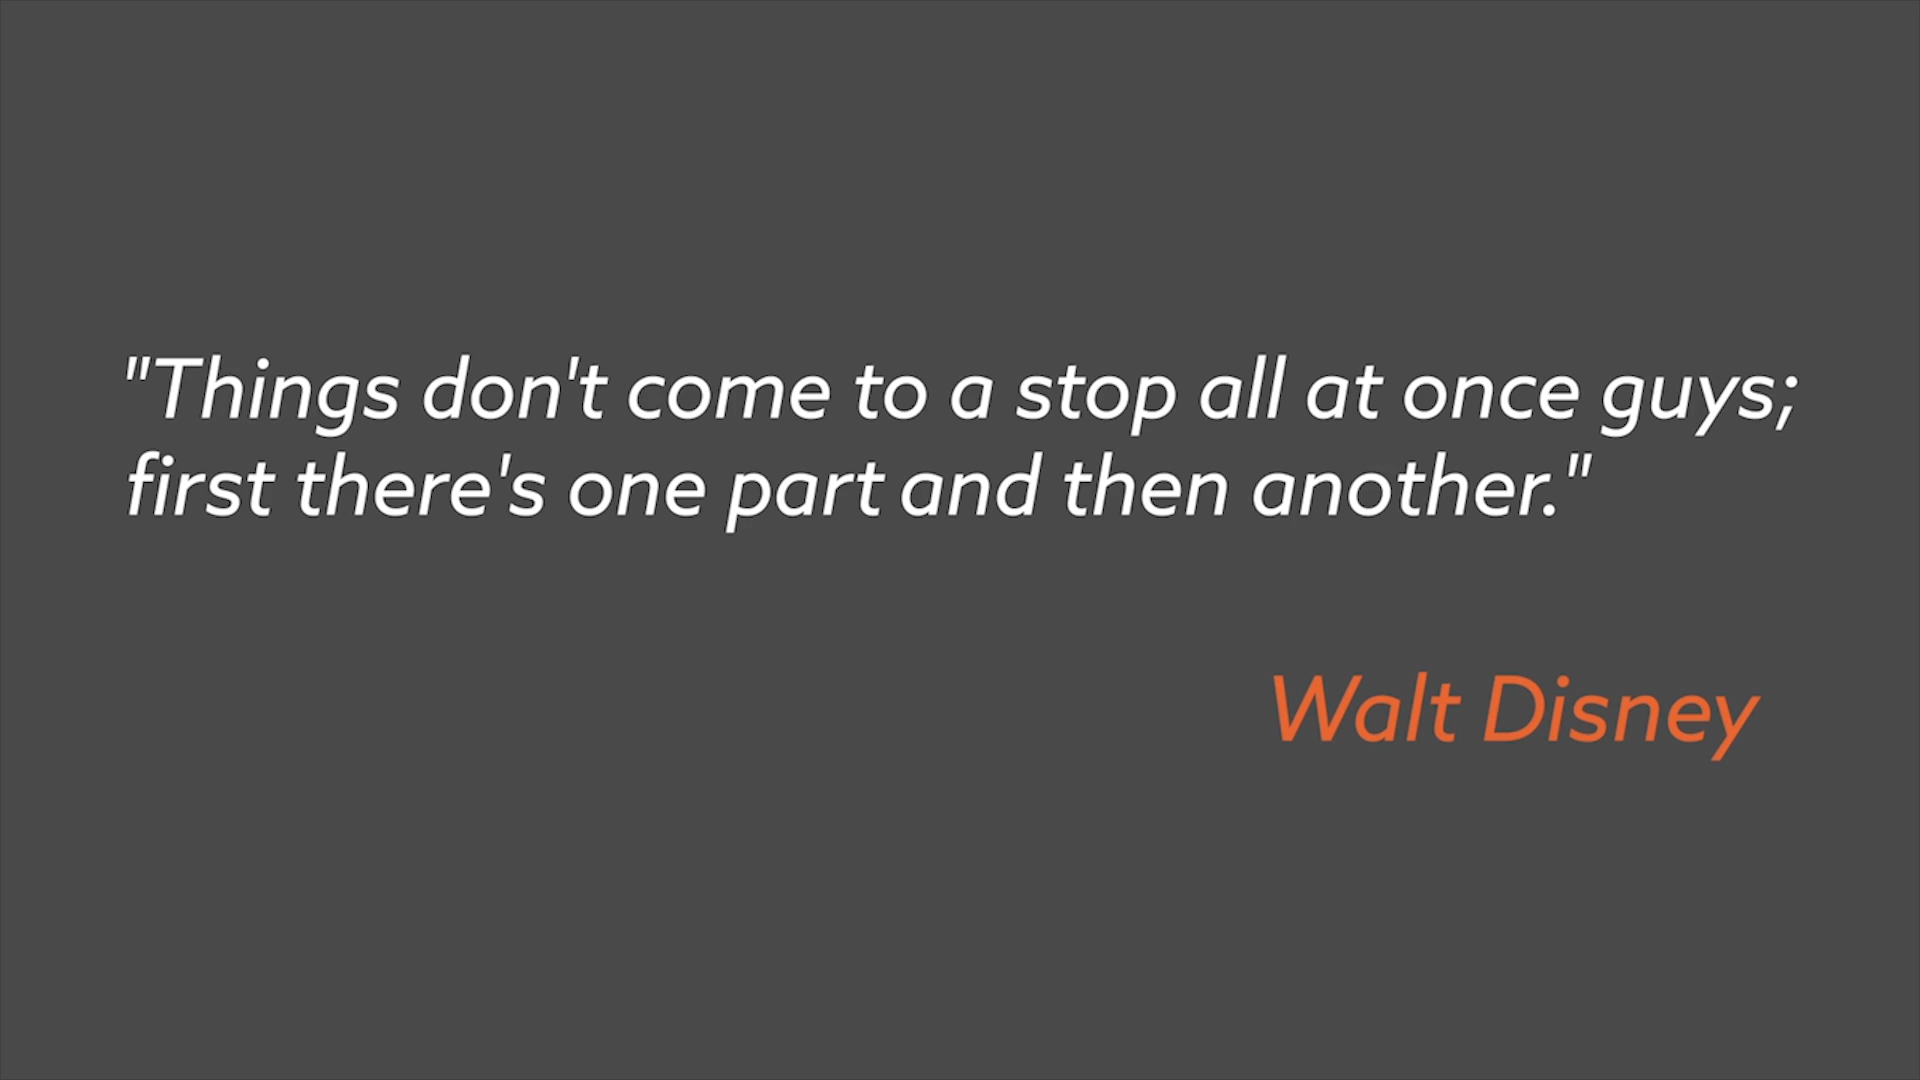 "Things don't come to a stop all at once guys;
first there's one part and then another."
Walt Disney